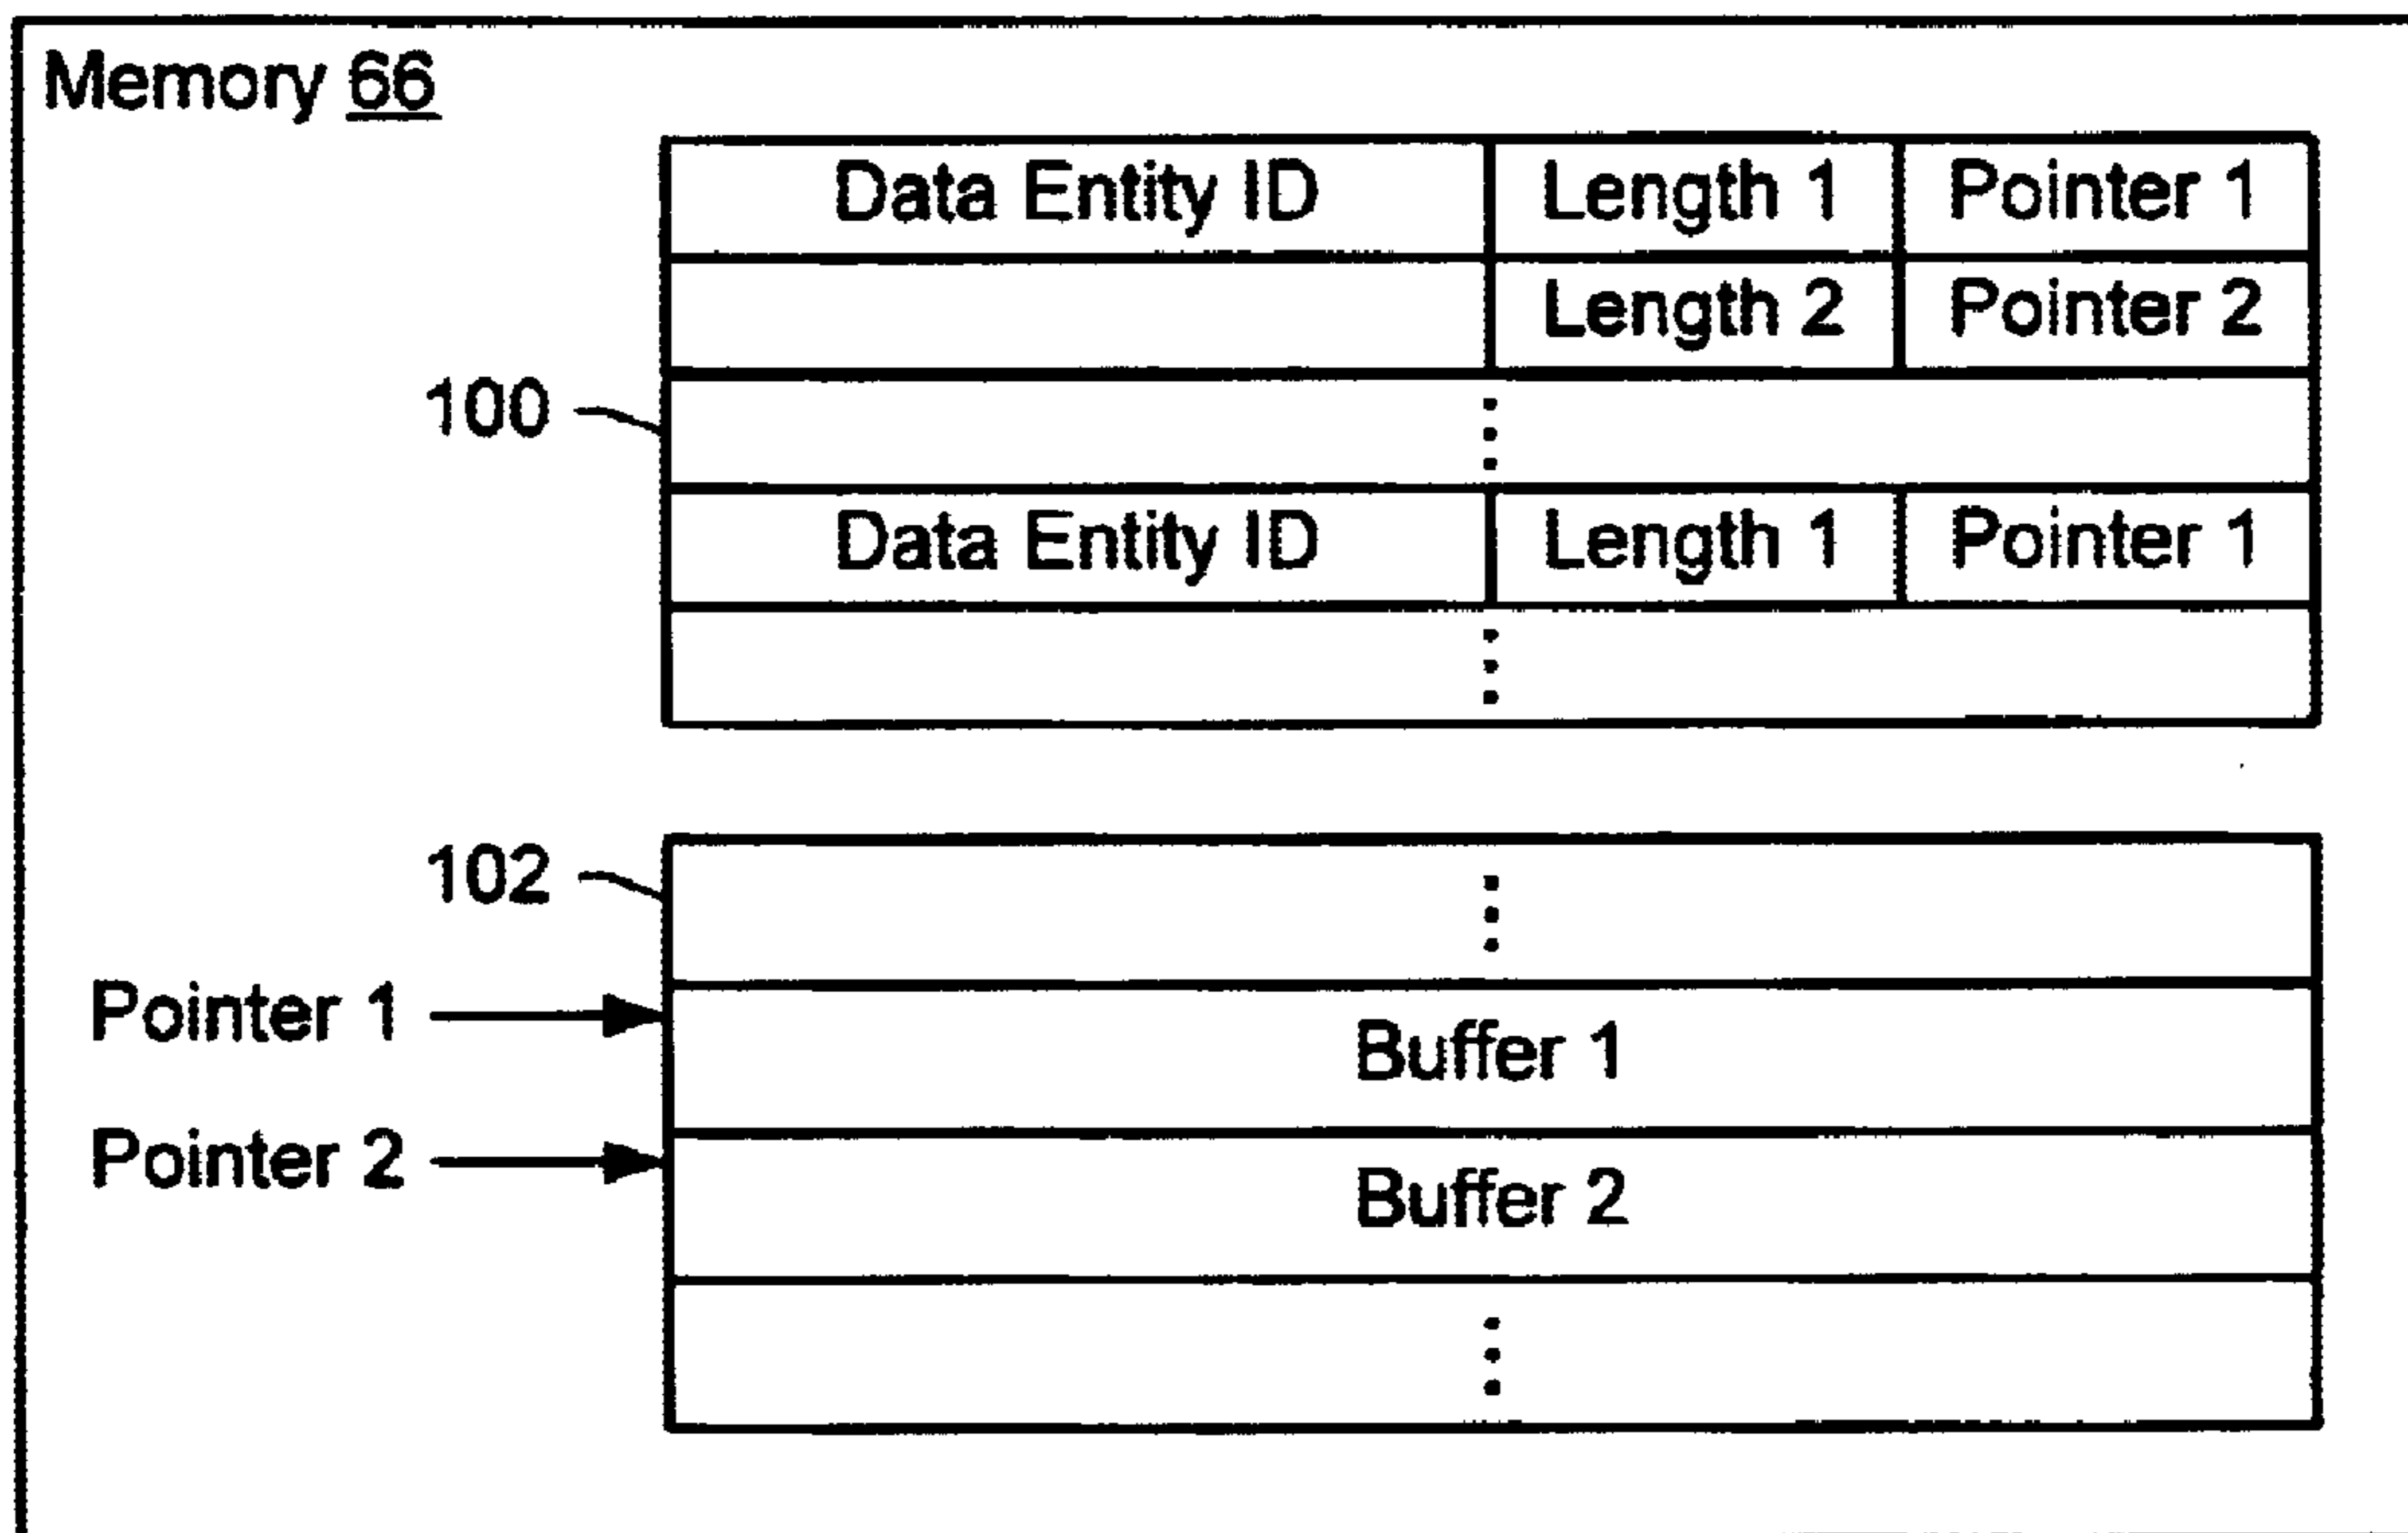 Memory 66
Data Entity ID Length 1 Pointer 1
Length 2 Pointer 2
100
Data Entity ID Length 1 Pointer 1
102
Pointer 1 Buffer 1
Pointer 2 Buffer 2